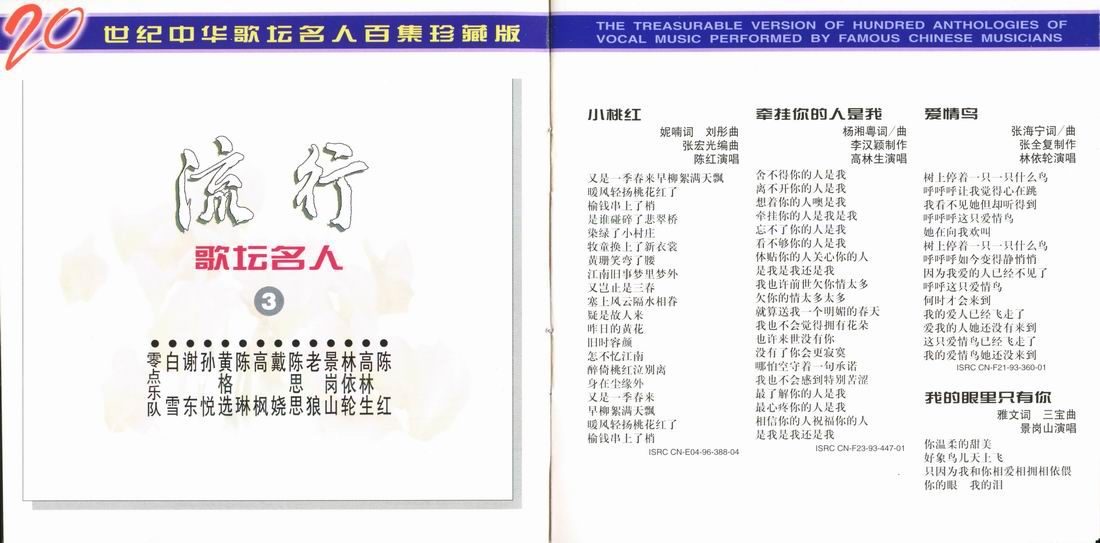 20世纪中华歌坛名人百集珍藏版
流行
歌坛名人
3
零点乐队
白雪
谢东
孙悦
黄格选
陈琳
高枫
戴娆
陈思思
老狼
景岗山
林依轮
高林生
陈红
THE TREASURABLE VERSION OF HUNDRED ANTHOLOGIES OF
VOCAL MUSIC PERFORMED BY FAMOUS CHINESE MUSICIANS
小桃红
妮喃词　刘彤曲
张宏光编曲
陈红演唱
又是一季春来早柳絮满天飘
暖风轻扬桃花红了
榆钱串上了梢
是谁碰碎了悲翠桥
染绿了小村庄
牧童换上了新衣裳
黄珊笑弯了腰
江南旧事梦里梦外
又岂止是三春
塞上风云隔水相眷
疑是故人来
昨日的黄花
旧时容颜
怎不忆江南
醉倚桃红泣别离
身在尘缘外
又是一季春来
早柳絮满天飘
暖风轻扬桃花红了
榆钱串上了梢
ISRC CN-E04-96-388-04
牵挂你的人是我
杨湘粤词/曲
李汉颖制作
高林生演唱
舍不得你的人是我
离不开你的人是我
想着你的人噢是我
牵挂你的人是我是我
忘不了你的人是我
看不够你的人是我
体贴你的人关心你的人
是我是我还是我
我也许前世欠你情太多
欠你的情太多太多
就算送我一个明媚的春天
我也不会觉得拥有花朵
也许来世没有你
没有了你会更寂寞
哪怕空守着一句承诺
我也不会感到特别苦涩
最了解你的人是我
最心疼你的人是我
相信你的人祝福你的人
是我是我还是我
ISRC CN-F23-93-447-01
爱情鸟
张海宁词/曲
张全复制作
林依轮演唱
树上停着一只一只什么鸟
呼呼呼让我觉得心在跳
我看不见她但却听得到
呼呼呼这只爱情鸟
她在向我欢叫
树上停着一只一只什么鸟
呼呼呼如今变得静悄悄
因为我爱的人已经不见了
呼呼这只爱情鸟
何时才会来到
我的爱人已经飞走了
爱我的人她还没有来到
这只爱情鸟已经飞走了
我的爱情鸟她还没来到
ISRC CN-F21-93-360-01
我的眼里只有你
雅文词　三宝曲
景岗山演唱
你温柔的甜美
好象鸟儿天上飞
只因为我和你相爱相拥相依偎
你的眼　我的泪